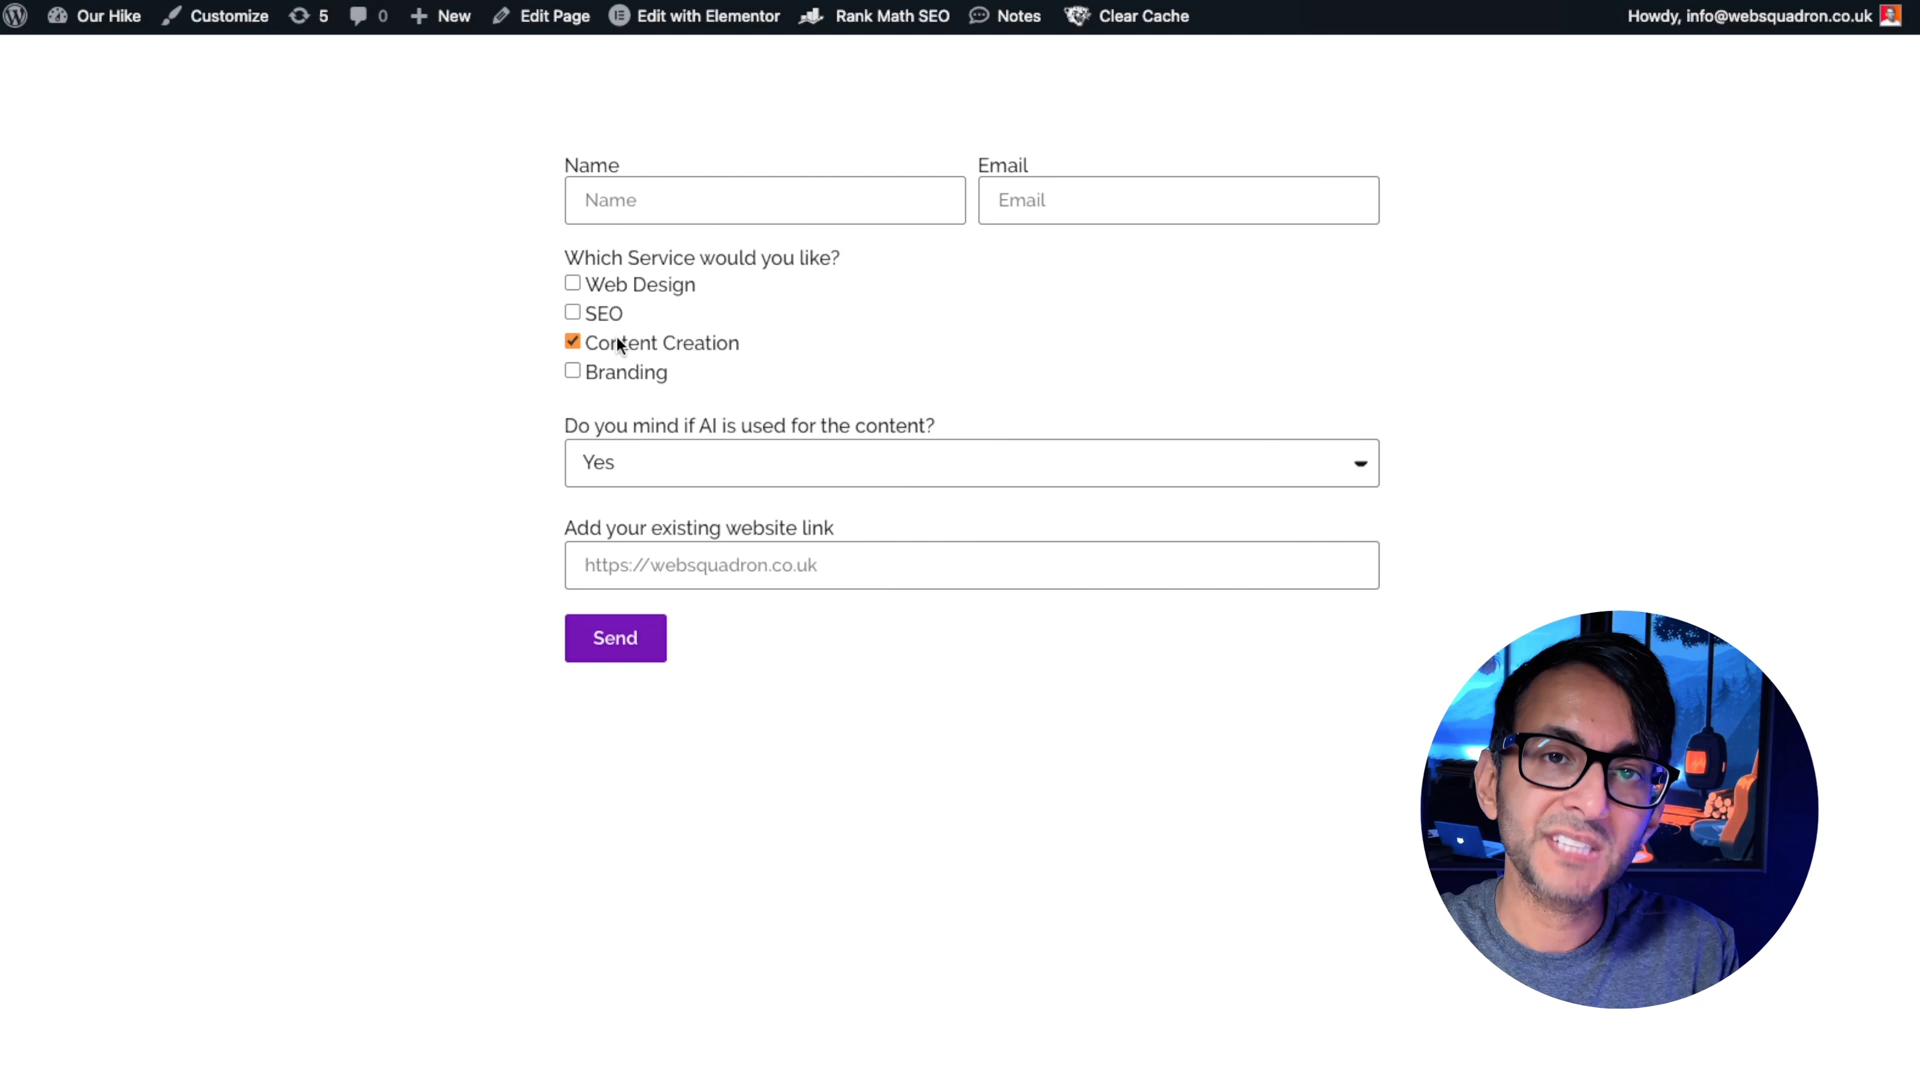 Our Hike Customize 5 0 New Edit Page Edit with Elementor Rank Math SEO Notes Clear Cache Howdy, info@websquadron.co.uk
Name Email
Name Email
Which Service would you like?
Web Design
SEO
Content Creation
Branding
Do you mind if AI is used for the content?
Yes
Add your existing website link
https://websquadron.co.uk
Send